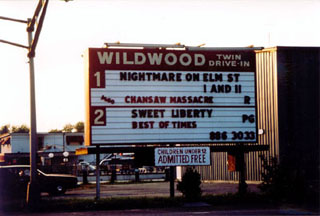 WILDWOOD TWIN DRIVE-IN
1 NIGHTMARE ON ELM ST
I AND II
PLUS CHANSAW MASSACRE R
2 SWEET LIBERTY PG
BEST OF TIMES
886 3033
CHILDREN UNDER 12
ADMITTED FREE